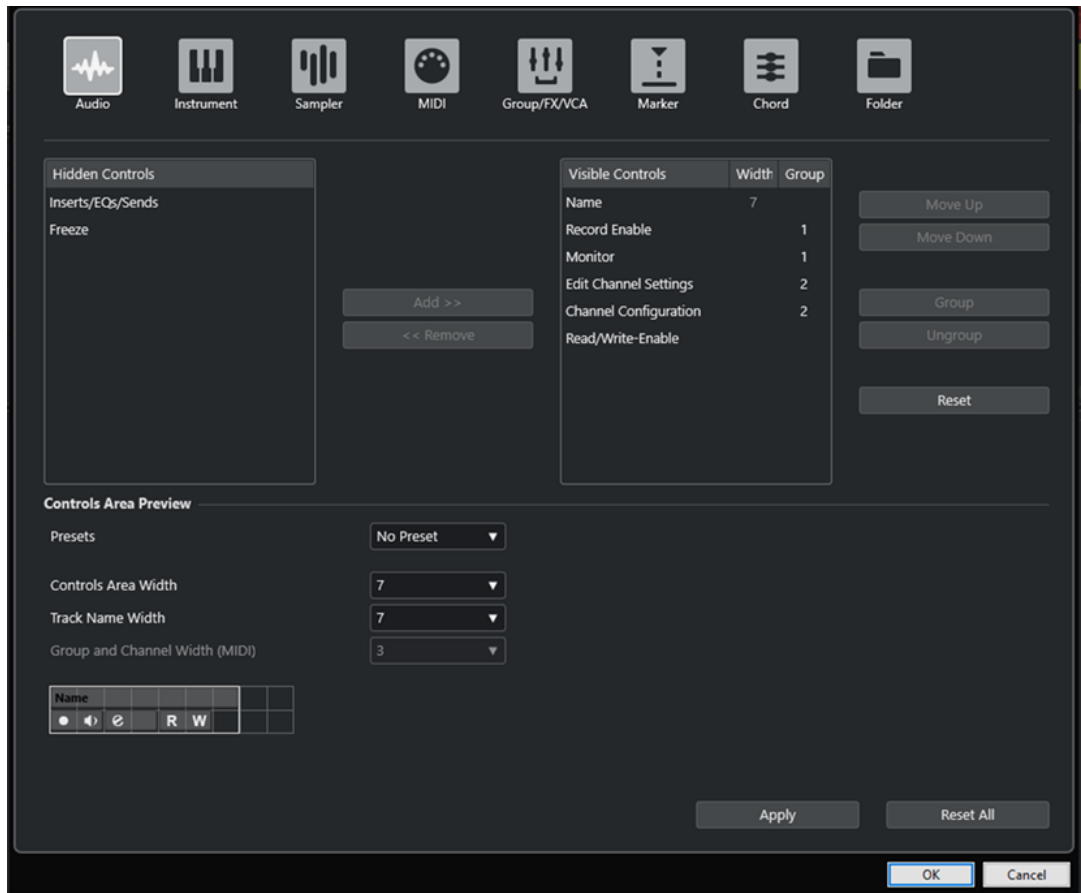 Audio Instrument Sampler MIDI Group/FX/VCA Marker Chord Folder
Hidden Controls
Inserts/EQs/Sends
Freeze
Add >>
<< Remove
Visible Controls Width Group
Name 7
Record Enable 1
Monitor 1
Edit Channel Settings 2
Channel Configuration 2
Read/Write-Enable
Move Up
Move Down
Group
Ungroup
Reset
Controls Area Preview
Presets No Preset
Controls Area Width 7
Track Name Width 7
Group and Channel Width (MIDI) 3
Name
R W
Apply Reset All
OK Cancel